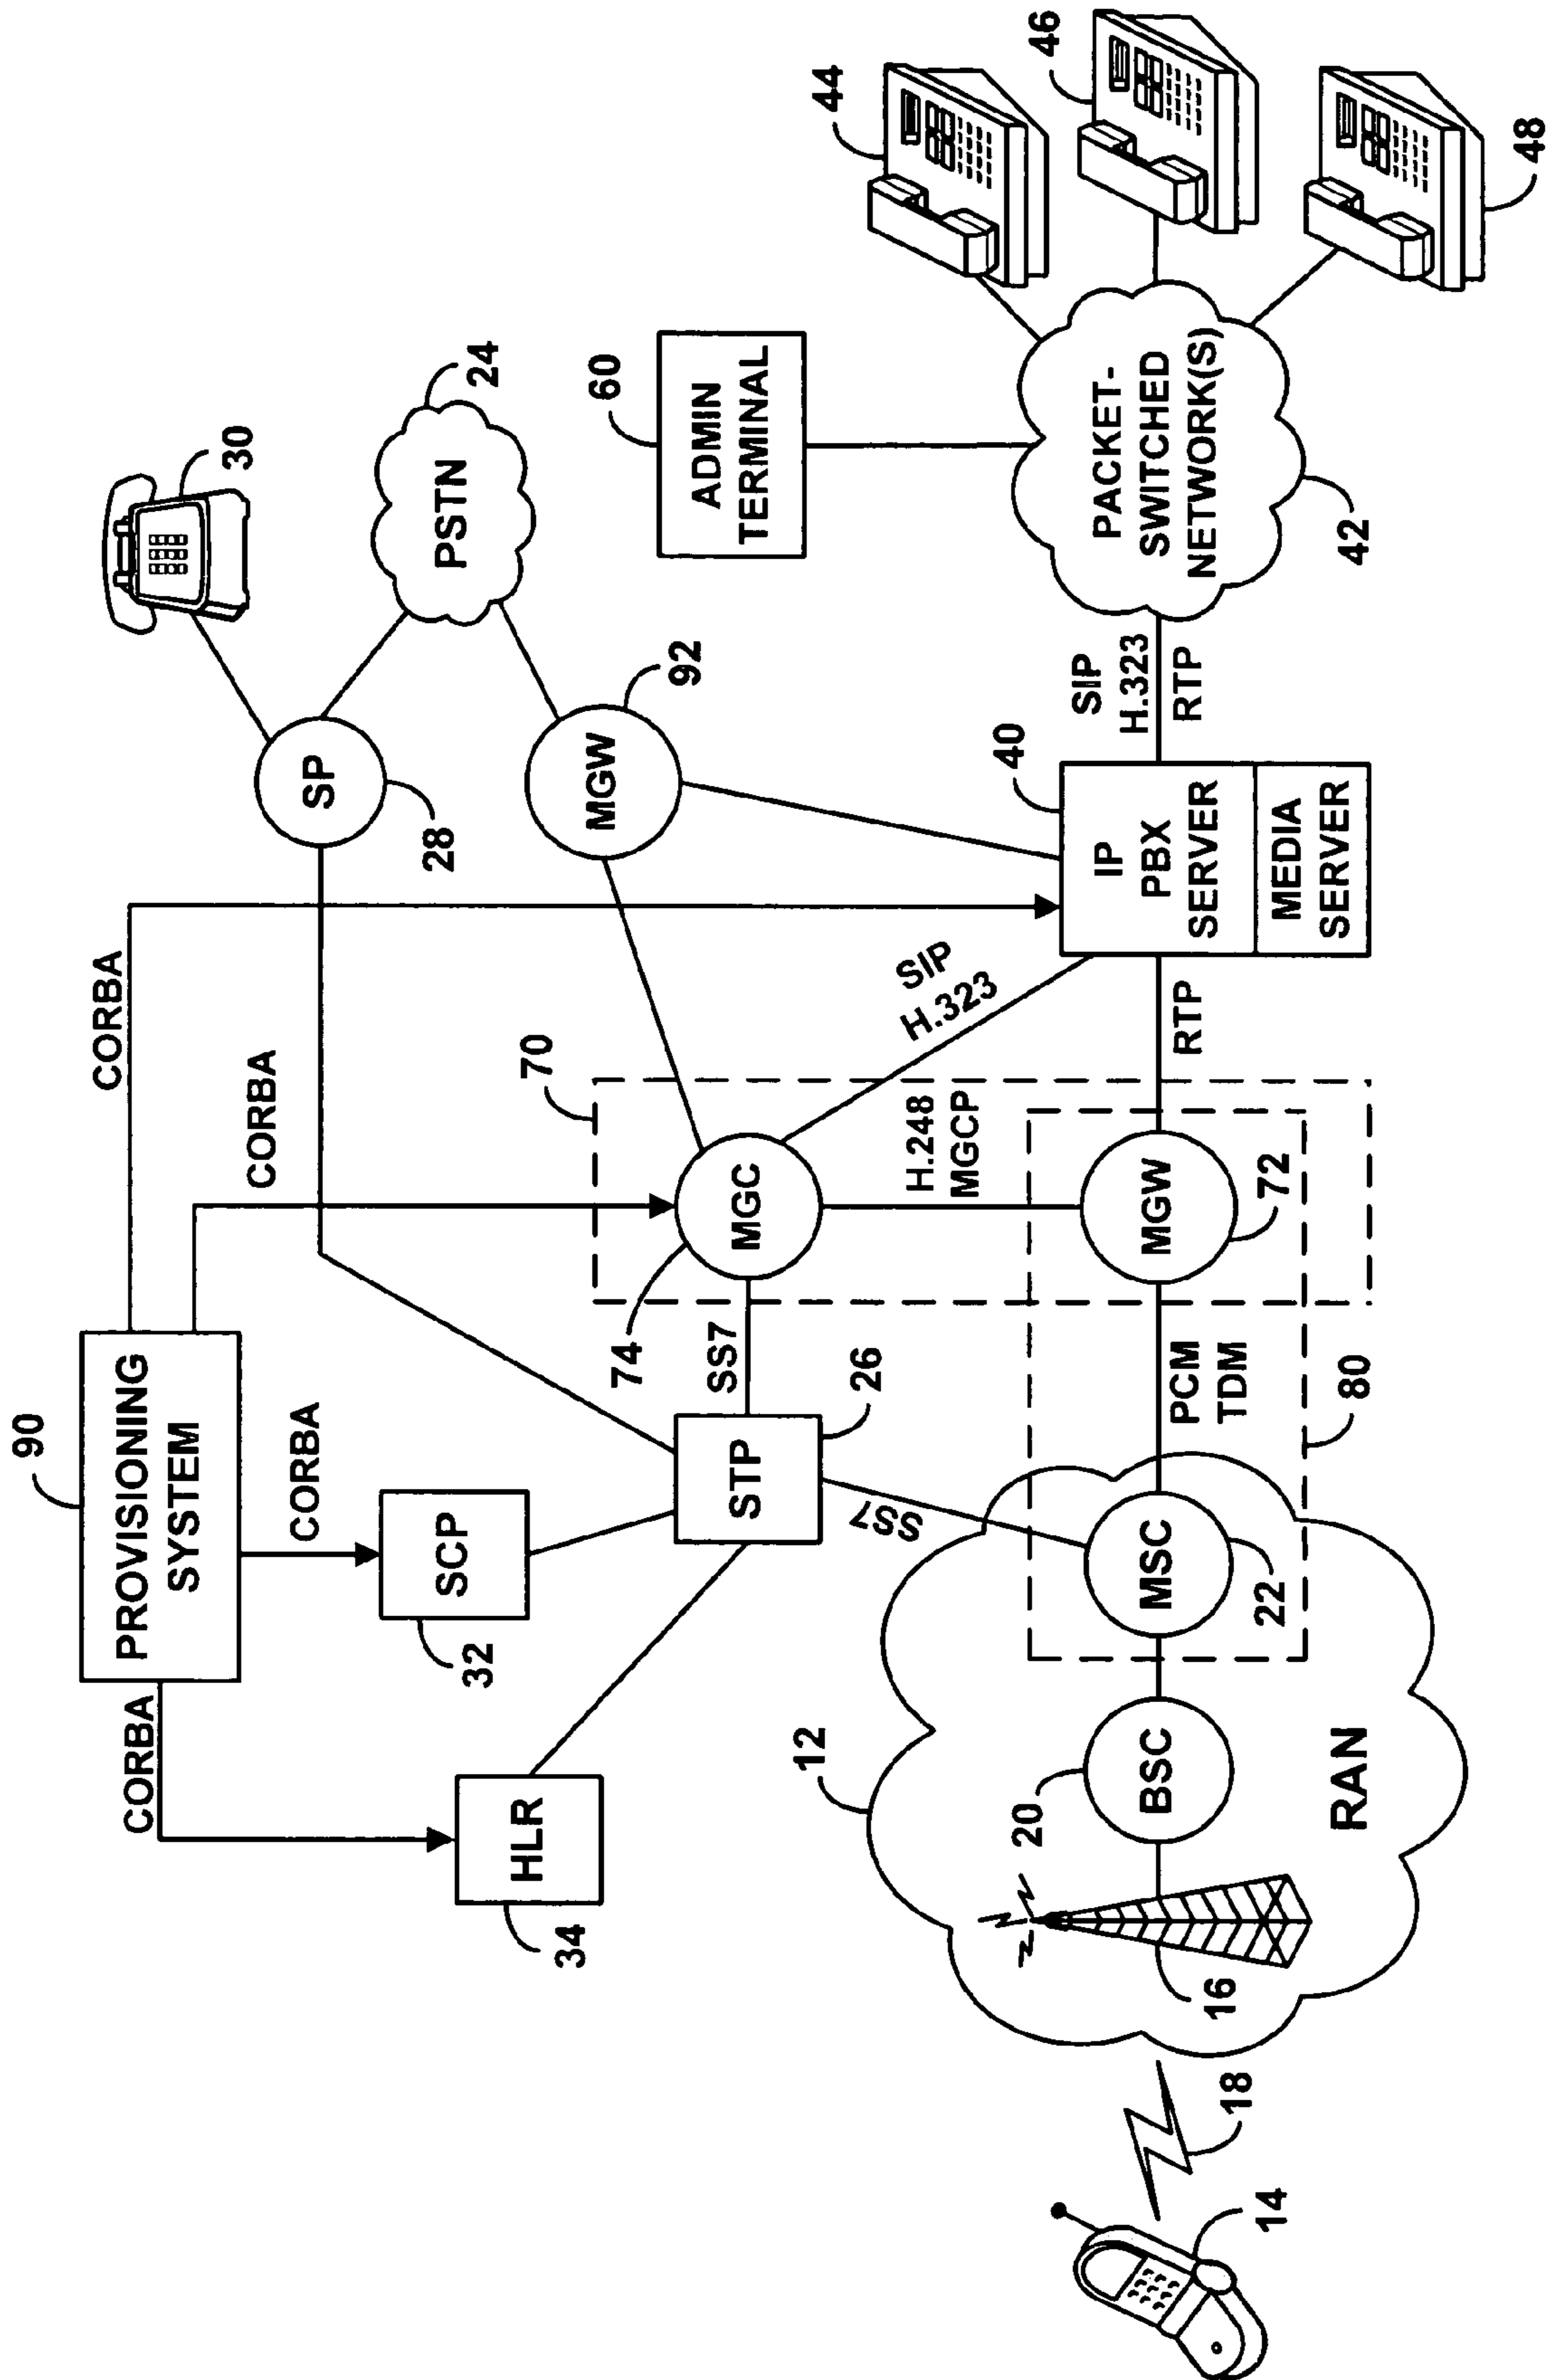 90
PROVISIONING
SYSTEM
CORBA
CORBA
CORBA
CORBA
30
SP
28
PSTN
24
HLR
34
SCP
32
STP
26
SS7
SS7
70
MGC
74
MGW
92
60
ADMIN
TERMINAL
44
46
48
SIP
H.323
H.248
MGCP
12
RAN
14
18
16
20
BSC
MSC
22
PCM
TDM
80
MGW
72
RTP
40
IP
PBX
SERVER
MEDIA
SERVER
SIP
H.323
RTP
PACKET-
SWITCHED
NETWORK(S)
42